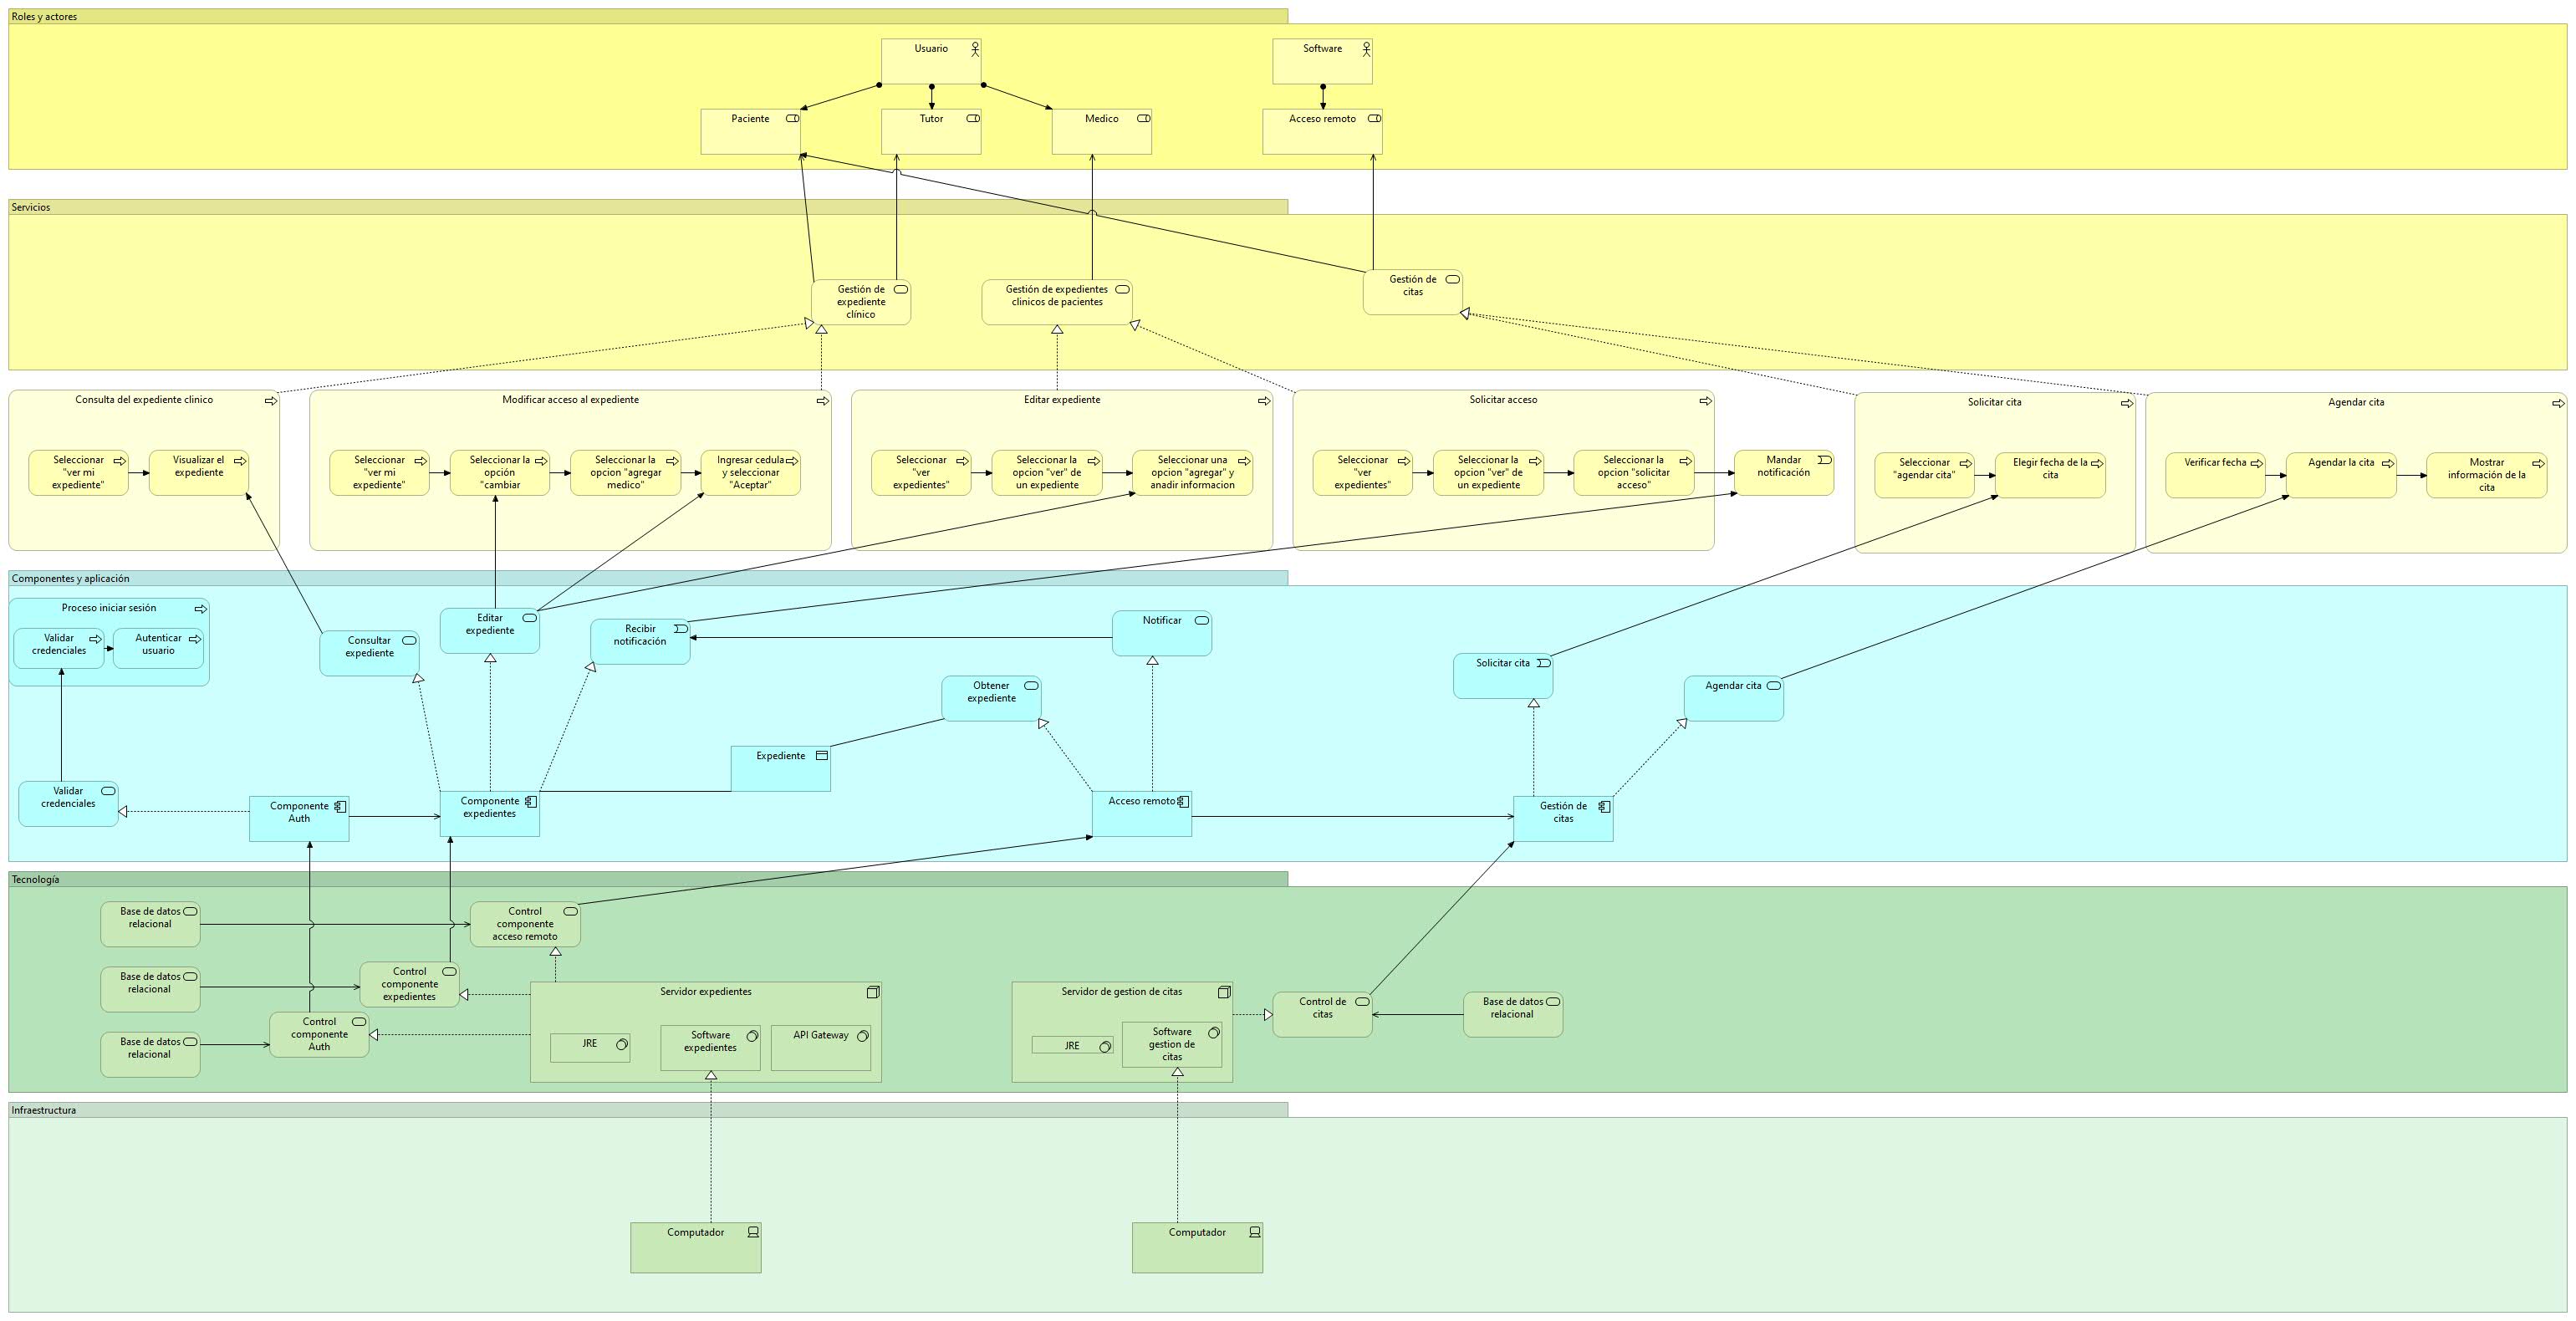 Roles y actores
Usuario
Software
Paciente
Tutor
Medico
Acceso remoto
Servicios
Gestión de
expediente
clínico
Gestión de expedientes
clinicos de pacientes
Gestión de
citas
Consulta del expediente clinico
Seleccionar
"ver mi
expediente"
Visualizar el
expediente
Modificar acceso al expediente
Seleccionar
"ver mi
expediente"
Seleccionar la
opción
"cambiar
Seleccionar la
opcion "agregar
medico"
Ingresar cedula
y seleccionar
"Aceptar"
Editar expediente
Seleccionar
"ver
expedientes"
Seleccionar la
opcion "ver" de
un expediente
Seleccionar una
opcion "agregar" y
anadir informacion
Solicitar acceso
Seleccionar
"ver
expedientes"
Seleccionar la
opcion "ver" de
un expediente
Seleccionar la
opcion "solicitar
acceso"
Mandar
notificación
Solicitar cita
Seleccionar
"agendar cita"
Elegir fecha de la
cita
Agendar cita
Verificar fecha
Agendar la cita
Mostrar
información de la
cita
Componentes y aplicación
Proceso iniciar sesión
Validar
credenciales
Autenticar
usuario
Consultar
expediente
Editar
expediente
Recibir
notificación
Notificar
Obtener
expediente
Solicitar cita
Agendar cita
Expediente
Validar
credenciales
Componente
Auth
Componente
expedientes
Acceso remoto
Gestión de
citas
Tecnología
Base de datos
relacional
Control
componente
acceso remoto
Base de datos
relacional
Control
componente
expedientes
Base de datos
relacional
Control
componente
Auth
Servidor expedientes
JRE
Software
expedientes
API Gateway
Servidor de gestion de citas
JRE
Software
gestion de
citas
Control de
citas
Base de datos
relacional
Infraestructura
Computador
Computador